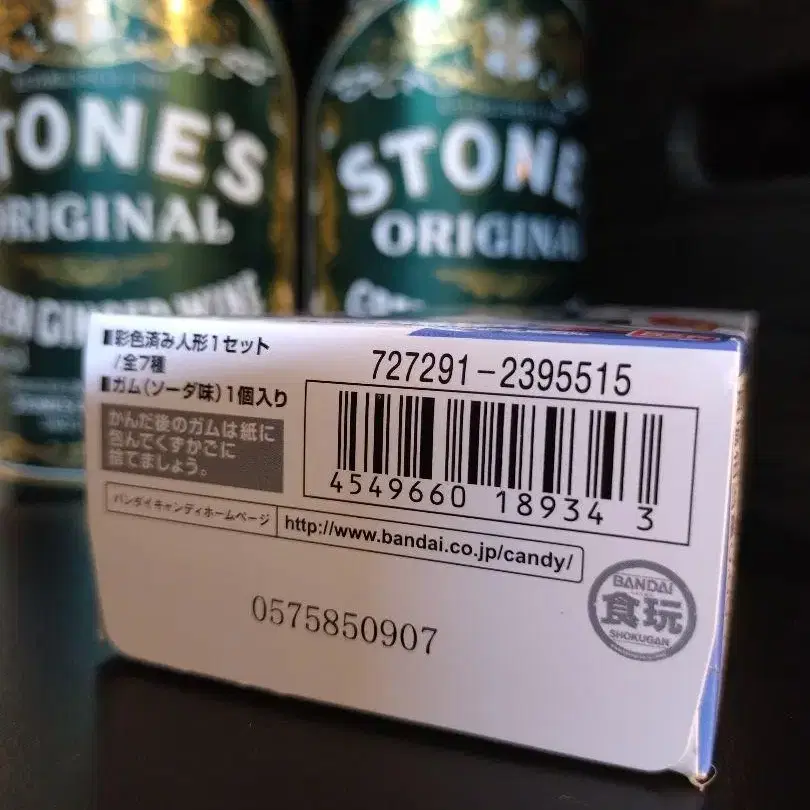 STONE'S
ORIGINAL
GINGER WINE
STONE
ORIGINAL
■彩色済み人形1セット
/全7種
■ガム(ソーダ味)1個入り
かんだ後のガムは紙に
包んでくずかごに
捨てましょう。
727291-2395515
4549660 18934 3
バンダイキャンディホームページ
http://www.bandai.co.jp/candy/
BANDAI
食玩
SHOKUGAN
0575850907